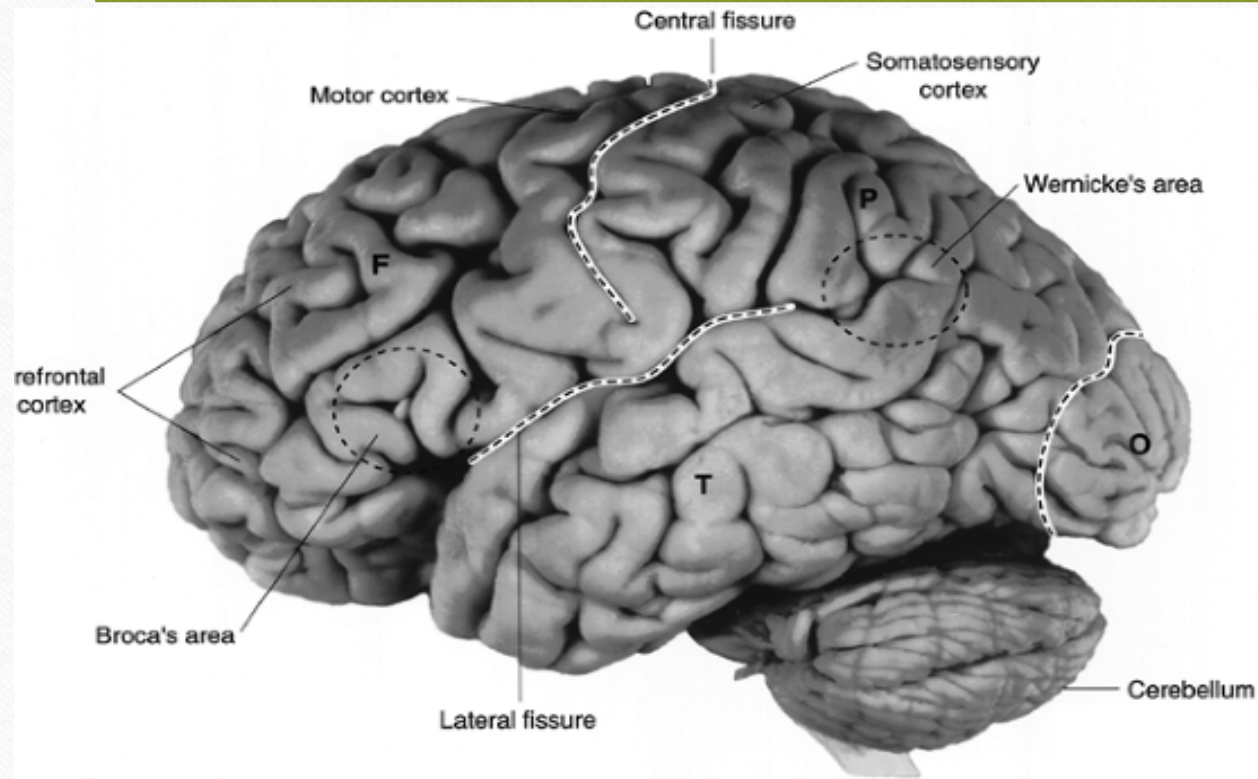 Central fissure
Somatosensory
cortex
Motor cortex
Wernicke's area
P
F
refrontal
cortex
O
T
Broca's area
Cerebellum
Lateral fissure